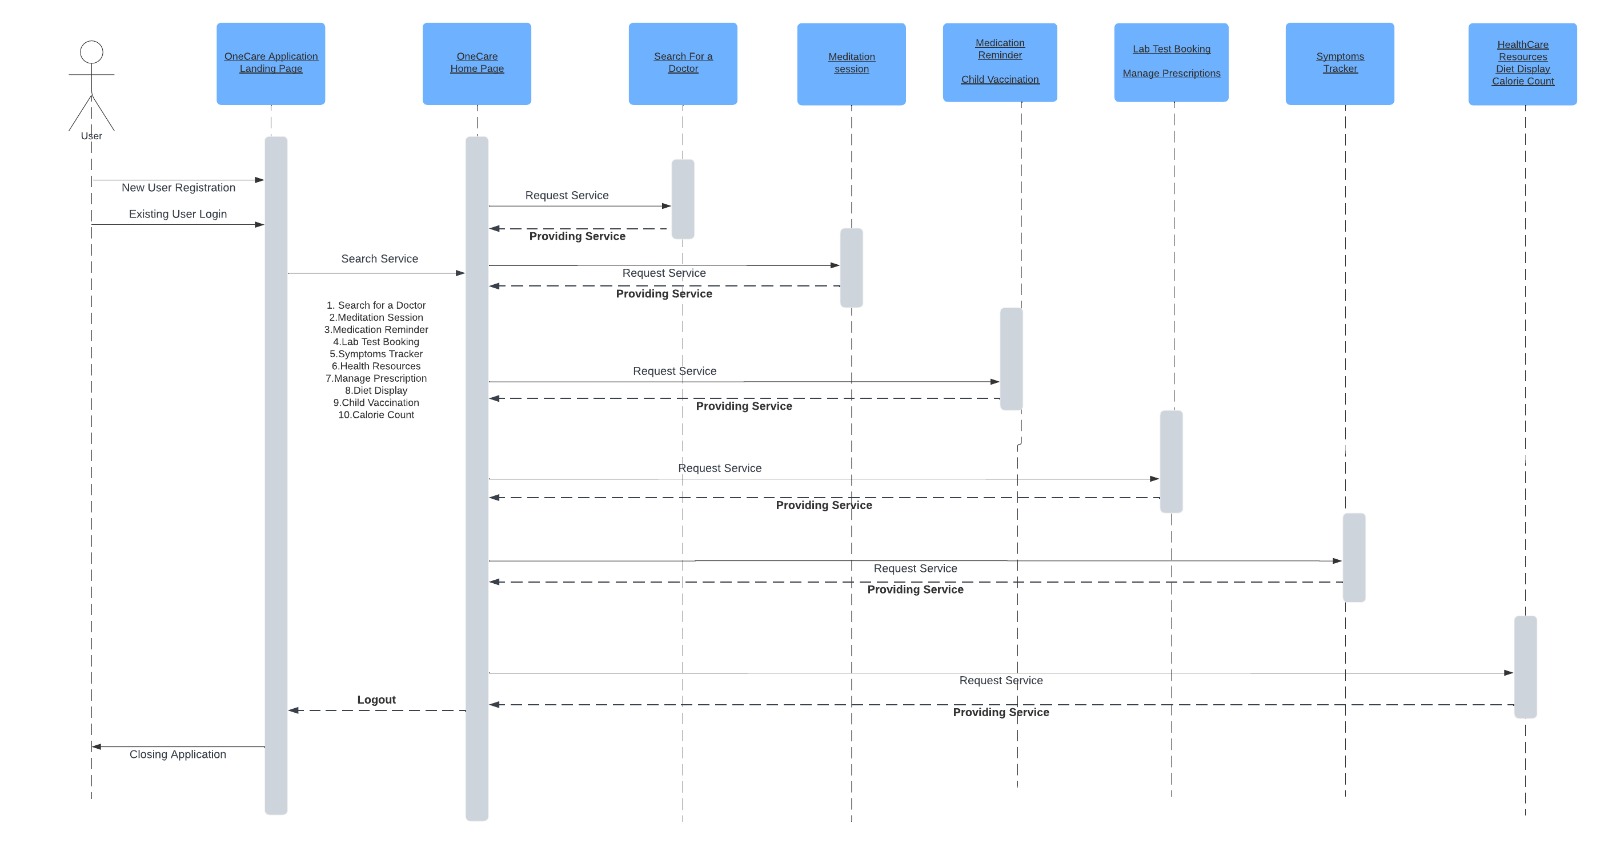 OneCare Application
Landing Page
OneCare
Home Page
Search For a
Doctor
Meditation
session
Medication
Reminder
Child Vaccination
Lab Test Booking
Manage Prescriptions
Symptoms
Tracker
HealthCare
Resources
Diet Display
Calorie Count
User
New User Registration
Existing User Login
Request Service
Providing Service
Search Service
Request Service
Providing Service
1. Search for a Doctor
2.Meditation Session
3.Medication Reminder
4.Lab Test Booking
5.Symptoms Tracker
6.Health Resources
7.Manage Prescription
8.Diet Display
9.Child Vaccination
10.Calorie Count
Request Service
Providing Service
Request Service
Providing Service
Request Service
Providing Service
Request Service
Providing Service
Logout
Closing Application